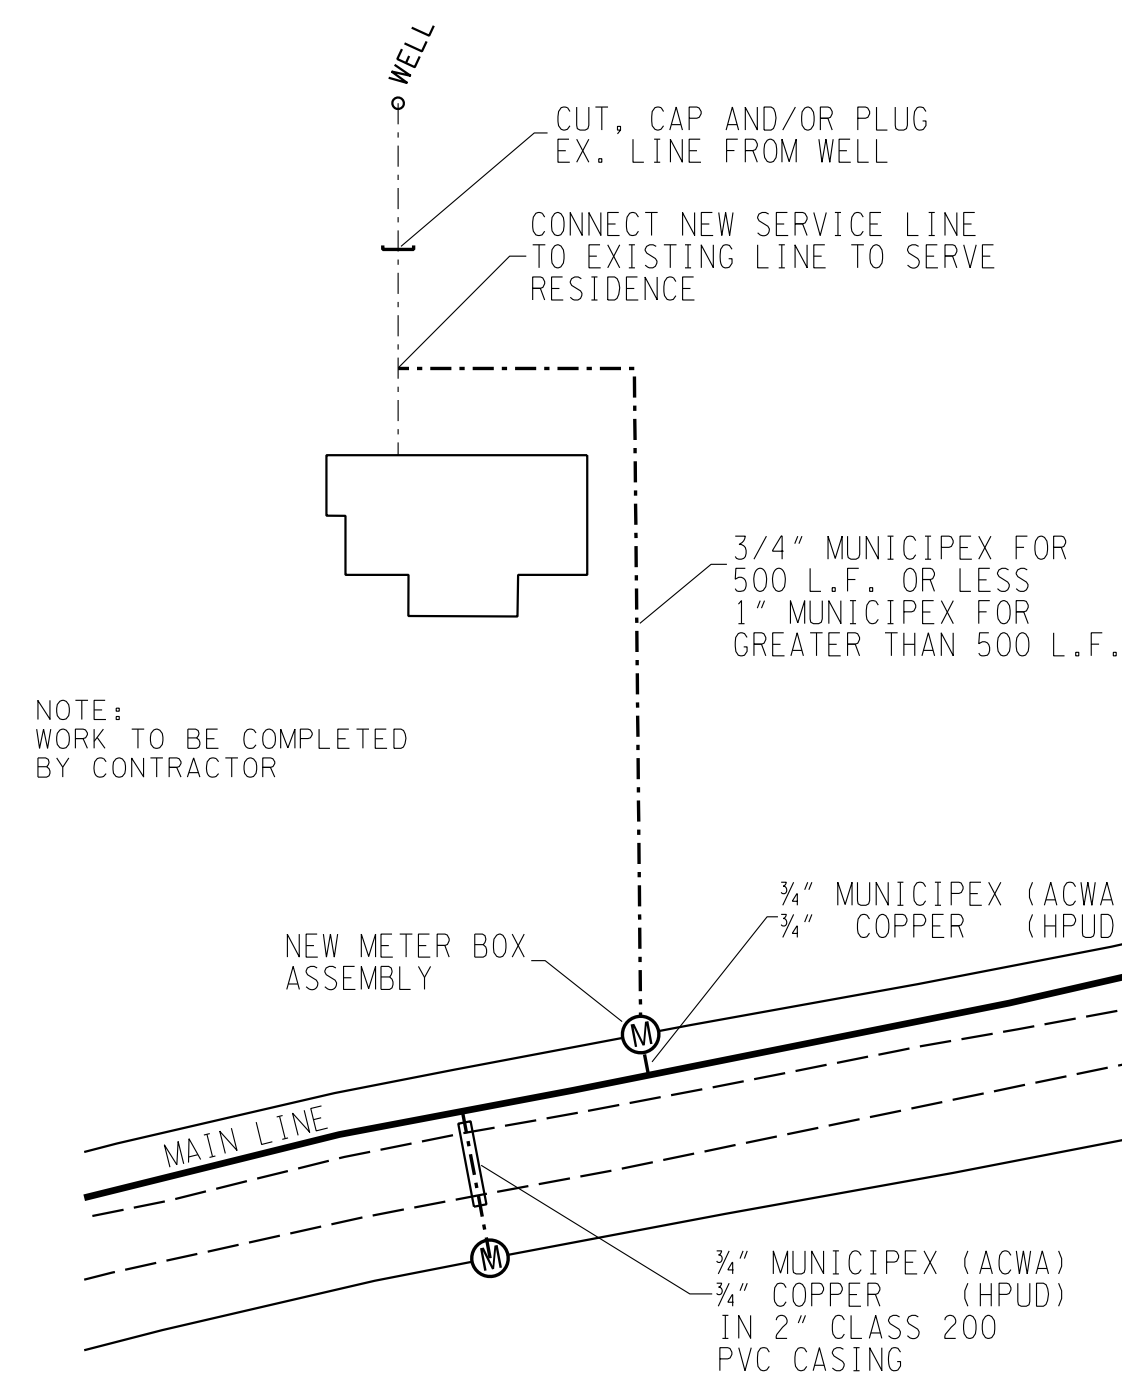 WELL
CUT, CAP AND/OR PLUG
EX. LINE FROM WELL
CONNECT NEW SERVICE LINE
TO EXISTING LINE TO SERVE
RESIDENCE
3/4" MUNICIPEX FOR
500 L.F. OR LESS
1" MUNICIPEX FOR
GREATER THAN 500 L.F.
NOTE:
WORK TO BE COMPLETED
BY CONTRACTOR
¾" MUNICIPEX (ACWA
¾" COPPER (HPUD
NEW METER BOX
ASSEMBLY
M
MAIN LINE
M
¾" MUNICIPEX (ACWA)
¾" COPPER (HPUD)
IN 2" CLASS 200
PVC CASING